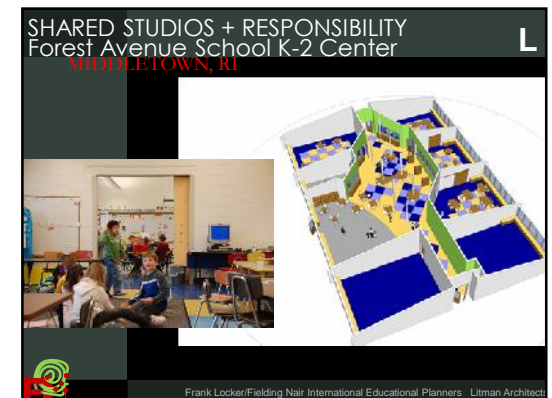 SHARED STUDIOS + RESPONSIBILITY
Forest Avenue School K-2 Center
L
MIDDLETOWN, RI
Frank Locker/Fielding Nair International Educational Planners Litman Architects